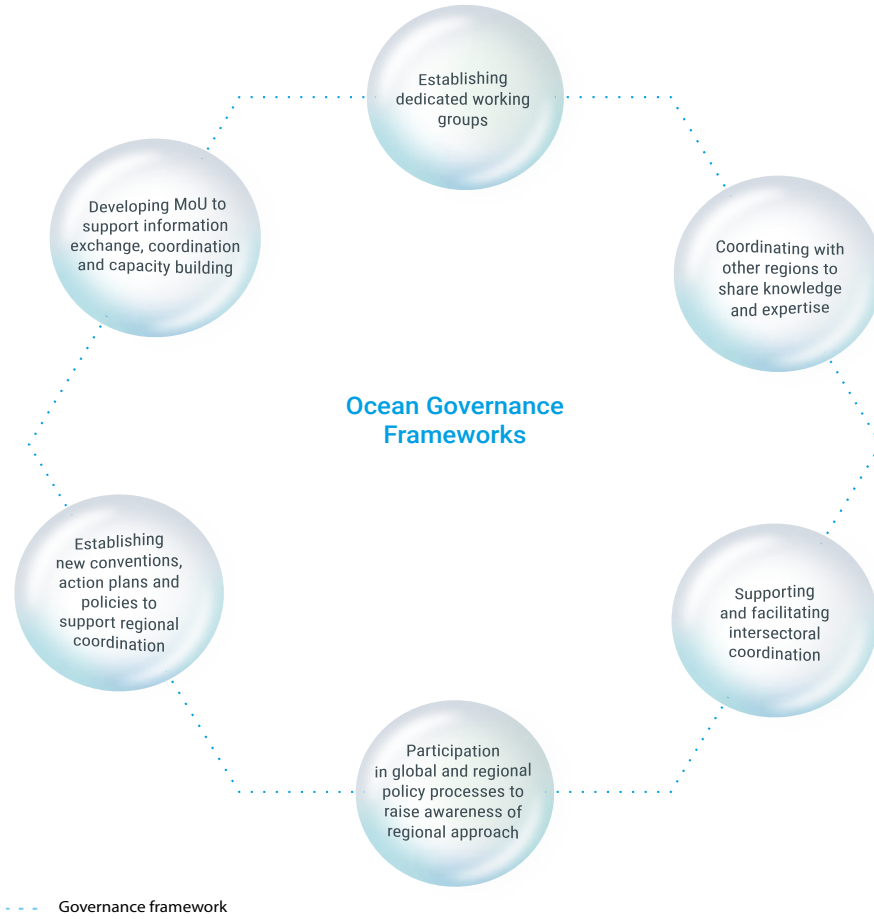 Establishing
dedicated working
groups
Developing MoU to
support information
exchange, coordination
and capacity building
Coordinating with
other regions to
share knowledge
and expertise
Ocean Governance
Frameworks
Establishing
new conventions,
action plans and
policies to
support regional
coordination
Supporting
and facilitating
intersectoral
coordination
Participation
in global and regional
policy processes to
raise awareness of
regional approach
Governance framework